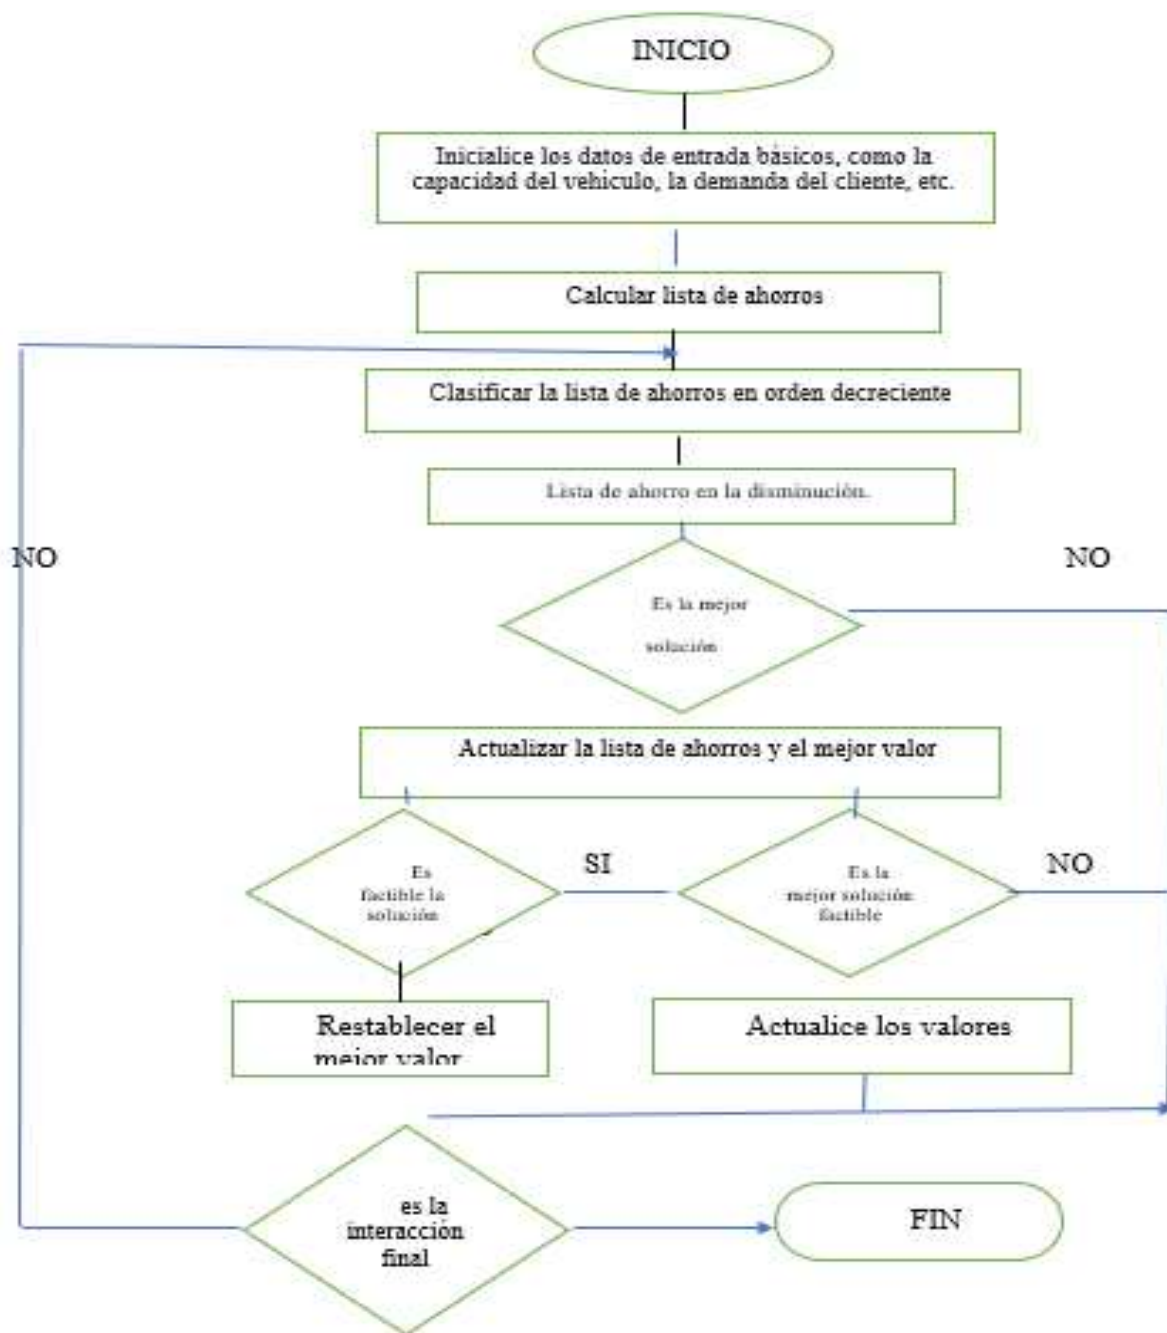 INICIO
Inicialice los datos de entrada básicos, como la
capacidad del vehículo, la demanda del cliente, etc.
Calcular lista de ahorros
Clasificar la lista de ahorros en orden decreciente
Lista de ahorro en la disminución.
NO
NO
Es la mejor
solución
Actualizar la lista de ahorros y el mejor valor
Es
factible la
solución
SI
Es la
mejor solución
factible
NO
Restablecer el
mejor valor
Actualice los valores
es la
interacción
final
FIN